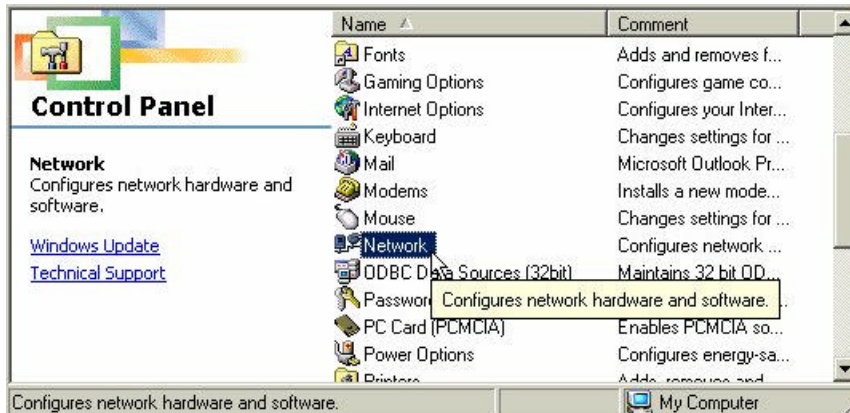 Name Comment
Control Panel
Network
Configures network hardware and
software.
Windows Update
Technical Support
Fonts Adds and removes f...
Gaming Options Configures game co...
Internet Options Configures your Inter...
Keyboard Changes settings for ...
Mail Microsoft Outlook Pr...
Modems Installs a new mode...
Mouse Changes settings for ...
Network Configures network ...
ODBC Data Sources (32bit) Maintains 32 bit OD...
Configures network hardware and software.
PC Card (PCMCIA) Enables PCMCIA so...
Power Options Configures energy-sa...
Printers Adds, removes and
Configures network hardware and software. My Computer